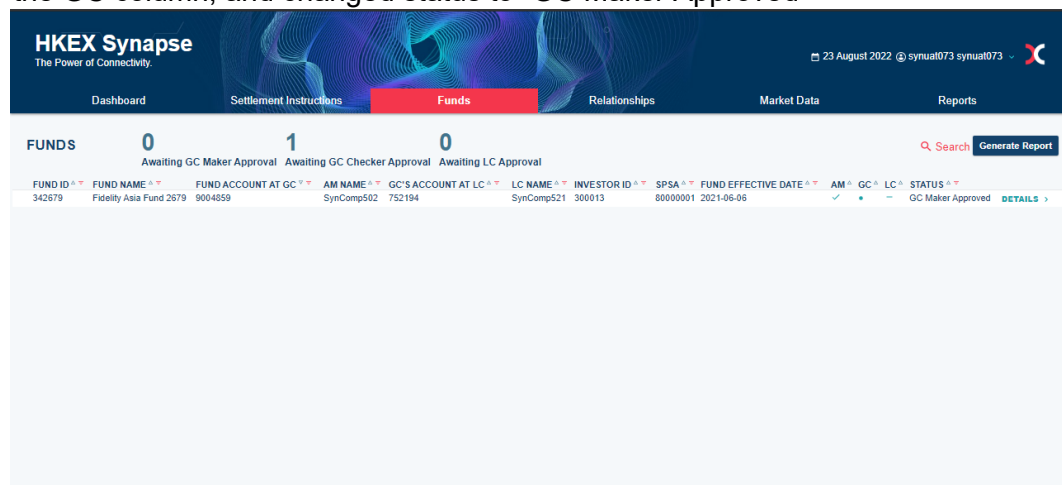 the GC column, and changed status to "GC Maker Approved"
HKEX Synapse
The Power of Connectivity.
23 August 2022 synuat073 synuat073
Dashboard Settlement Instructions Funds Relationships Market Data Reports
FUNDS 0 1 0 Search Generate Report
Awaiting GC Maker Approval Awaiting GC Checker Approval Awaiting LC Approval
FUND ID FUND NAME FUND ACCOUNT AT GC AM NAME GC'S ACCOUNT AT LC LC NAME INVESTOR ID SPSA FUND EFFECTIVE DATE AM GC LC STATUS
342679 Fidelity Asia Fund 2679 9004859 SynComp502 752194 SynComp521 300013 80000001 2021-06-06 ✓ • – GC Maker Approved DETAILS >